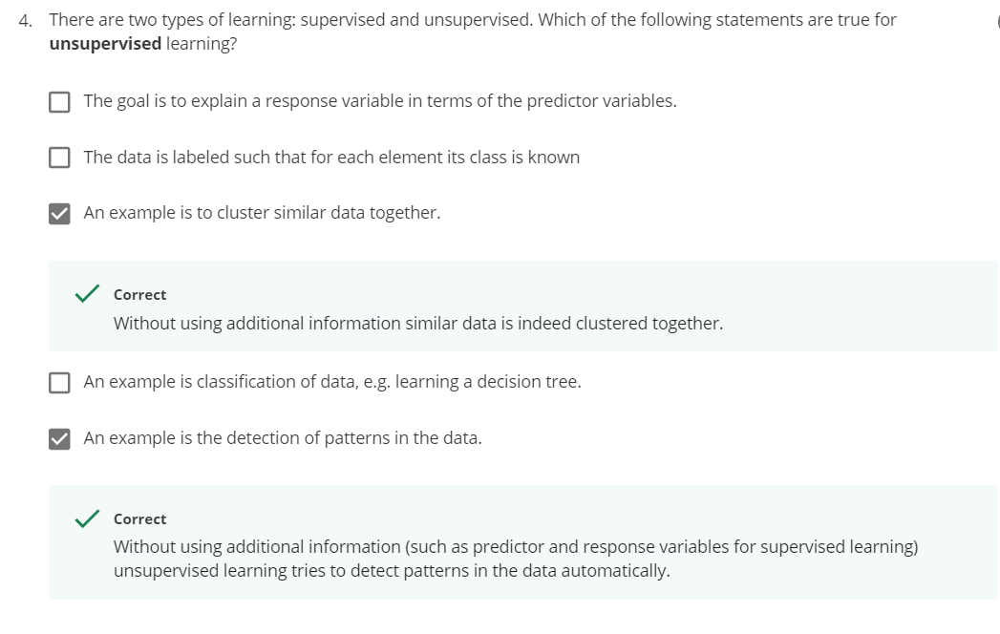 4. There are two types of learning: supervised and unsupervised. Which of the following statements are true for
unsupervised learning?
The goal is to explain a response variable in terms of the predictor variables.
The data is labeled such that for each element its class is known
An example is to cluster similar data together.
Correct
Without using additional information similar data is indeed clustered together.
An example is classification of data, e.g. learning a decision tree.
An example is the detection of patterns in the data.
Correct
Without using additional information (such as predictor and response variables for supervised learning)
unsupervised learning tries to detect patterns in the data automatically.